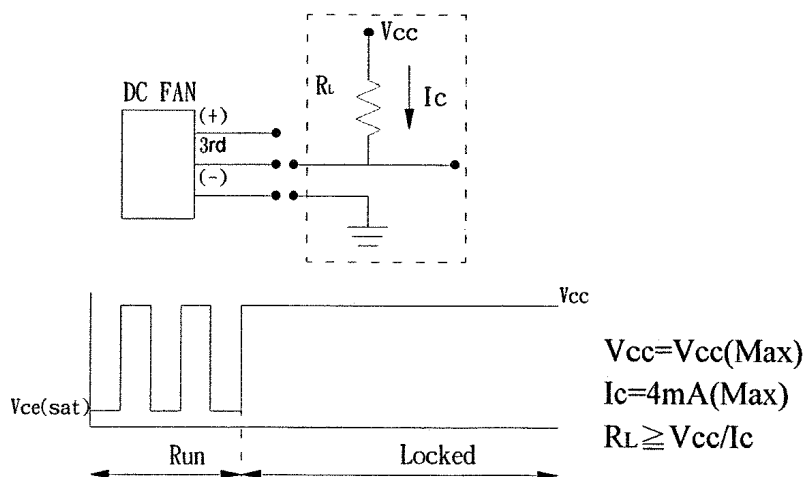 Vcc
DC FAN
RL
Ic
(+)
3rd
(-)
Vcc
Vce(sat)
Run
Locked
Vcc=Vcc(Max)
Ic=4mA(Max)
RL≧Vcc/Ic